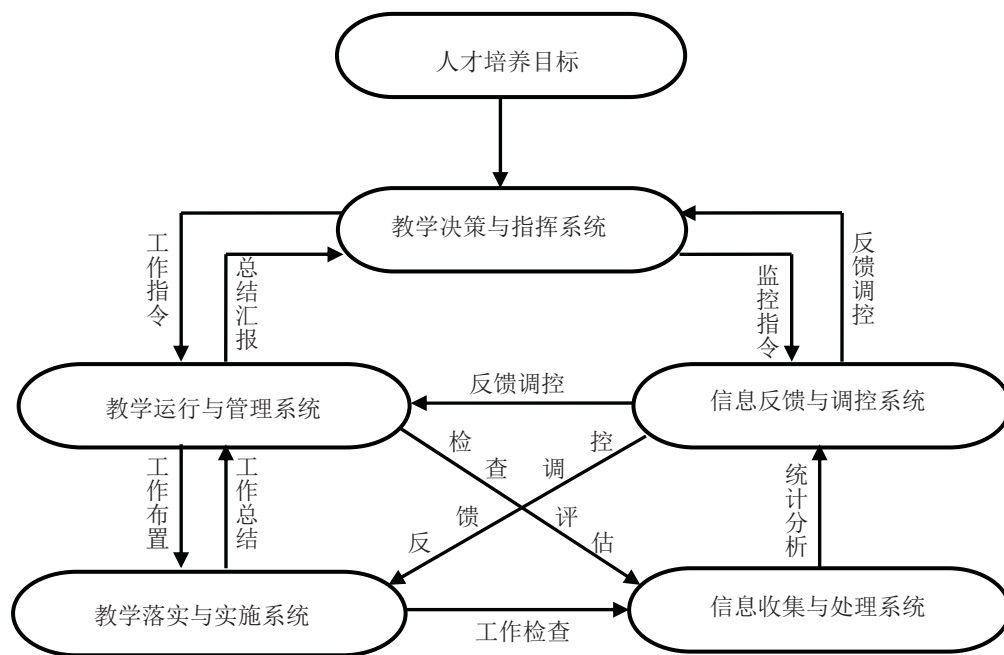 人才培养目标
教学决策与指挥系统
工作指令
总结汇报
监控指令
反馈调控
教学运行与管理系统
反馈调控
信息反馈与调控系统
检查评估
反馈调控
工作布置
工作总结
统计分析
教学落实与实施系统
工作检查
信息收集与处理系统